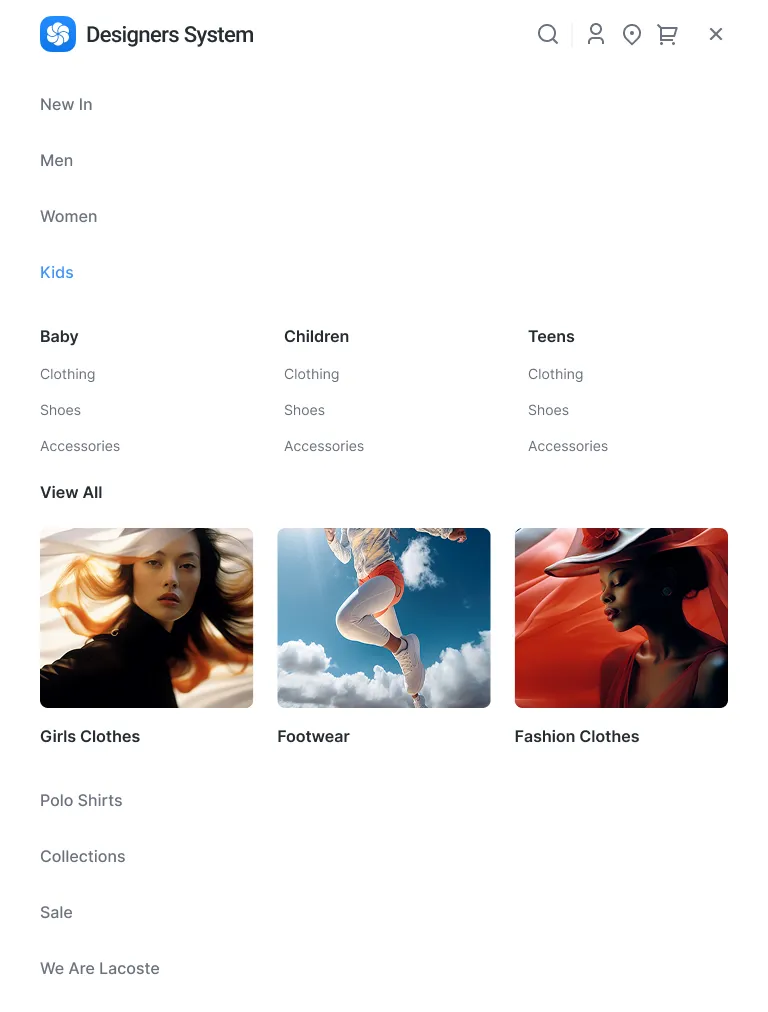 Designers System
New In
Men
Women
Kids
Baby
Children
Teens
Clothing
Clothing
Clothing
Shoes
Shoes
Shoes
Accessories
Accessories
Accessories
View All
Girls Clothes
Footwear
Fashion Clothes
Polo Shirts
Collections
Sale
We Are Lacoste